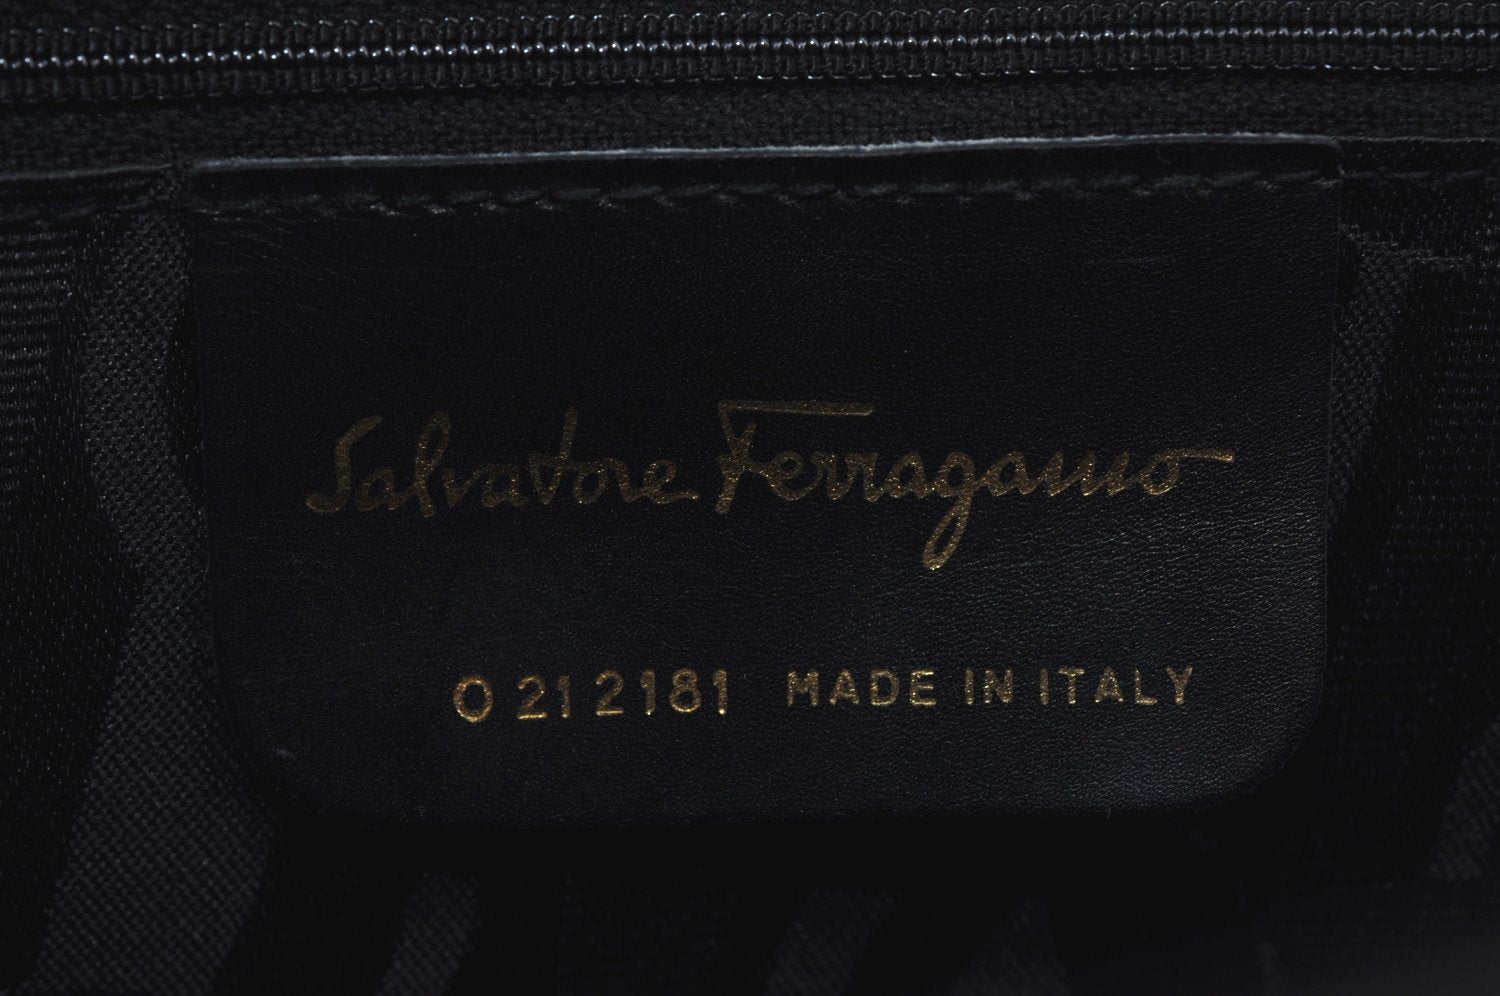 Salvatore Ferragamo
O 21 2181 MADE IN ITALY